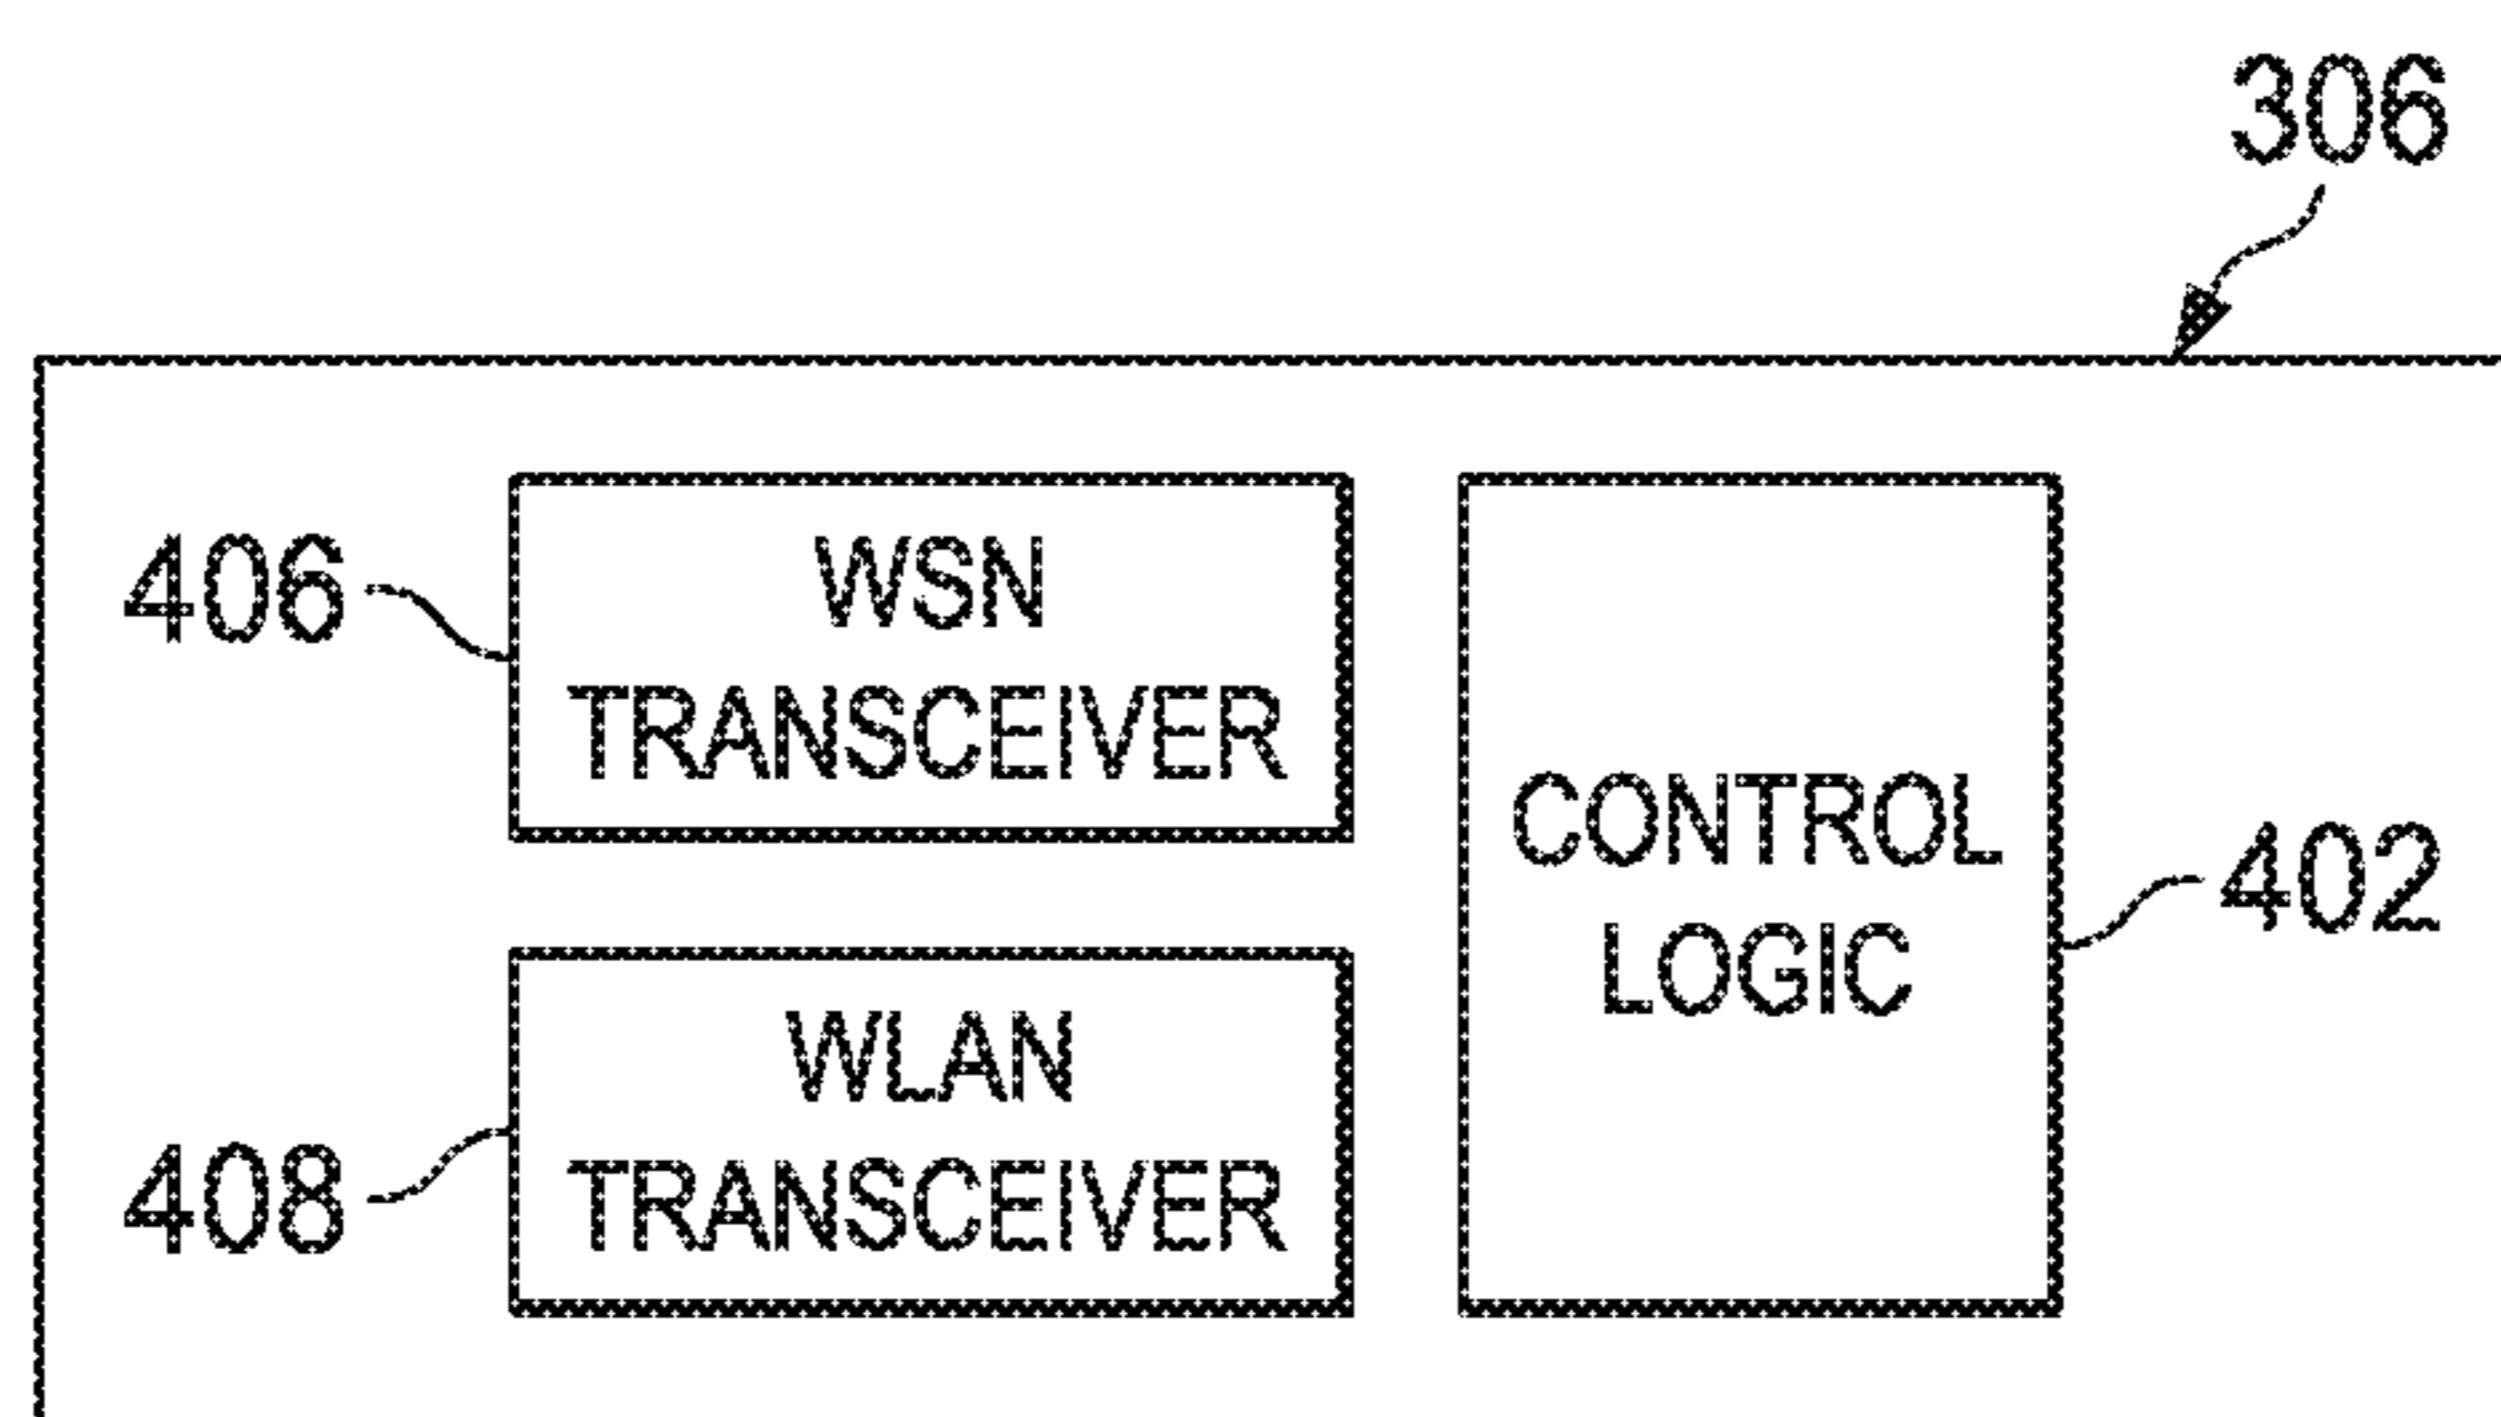 306
406
WSN
TRANSCEIVER
CONTROL
LOGIC
402
408
WLAN
TRANSCEIVER